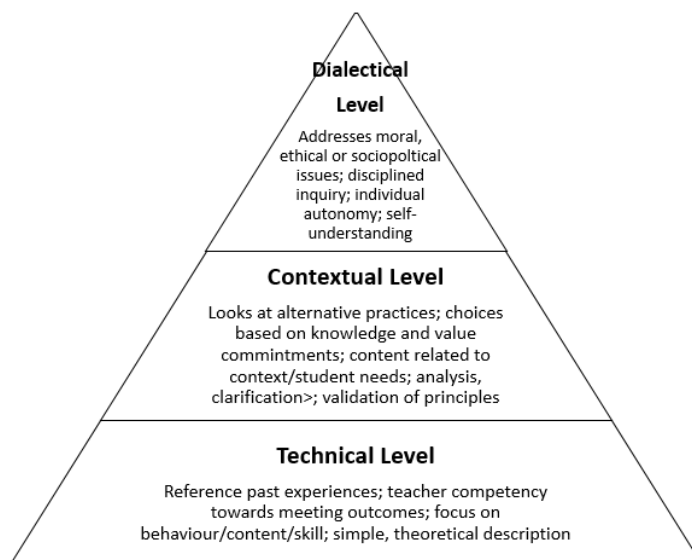 Dialectical
Level
Addresses moral,
ethical or sociopoltical
issues; disciplined
inquiry; individual
autonomy; self-
understanding
Contextual Level
Looks at alternative practices; choices
based on knowledge and value
commintments; content related to
context/student needs; analysis,
clarification>; validation of principles
Technical Level
Reference past experiences; teacher competency
towards meeting outcomes; focus on
behaviour/content/skill; simple, theoretical description